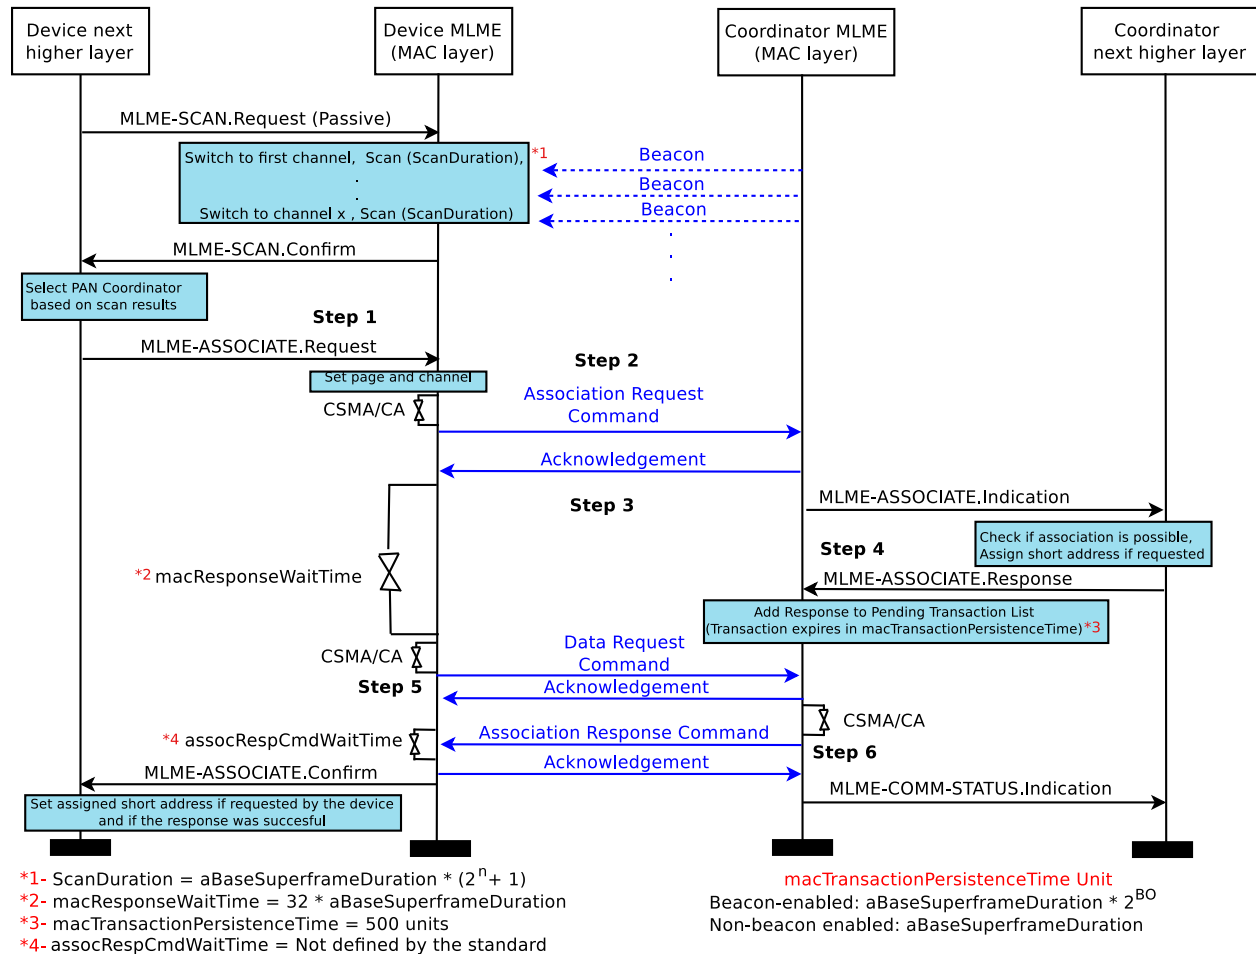 Device next
higher layer
Device MLME
(MAC layer)
Coordinator MLME
(MAC layer)
Coordinator
next higher layer
MLME-SCAN.Request (Passive)
Switch to first channel, Scan (ScanDuration),
.
.
Switch to channel x , Scan (ScanDuration)
*1
Beacon
Beacon
Beacon
.
.
.
MLME-SCAN.Confirm
Select PAN Coordinator
based on scan results
Step 1
MLME-ASSOCIATE.Request
Set page and channel
Step 2
CSMA/CA
Association Request
Command
Acknowledgement
Step 3
MLME-ASSOCIATE.Indication
Check if association is possible,
Assign short address if requested
Step 4
*2 macResponseWaitTime
MLME-ASSOCIATE.Response
Add Response to Pending Transaction List
(Transaction expires in macTransactionPersistenceTime) *3
CSMA/CA
Data Request
Command
Step 5
Acknowledgement
CSMA/CA
*4 assocRespCmdWaitTime
Association Response Command
Step 6
Acknowledgement
MLME-ASSOCIATE.Confirm
MLME-COMM-STATUS.Indication
Set assigned short address if requested by the device
and if the response was succesful
*1- ScanDuration = aBaseSuperframeDuration * (2^n + 1)
*2- macResponseWaitTime = 32 * aBaseSuperframeDuration
*3- macTransactionPersistenceTime = 500 units
*4- assocRespCmdWaitTime = Not defined by the standard
macTransactionPersistenceTime Unit
Beacon-enabled: aBaseSuperframeDuration * 2^BO
Non-beacon enabled: aBaseSuperframeDuration